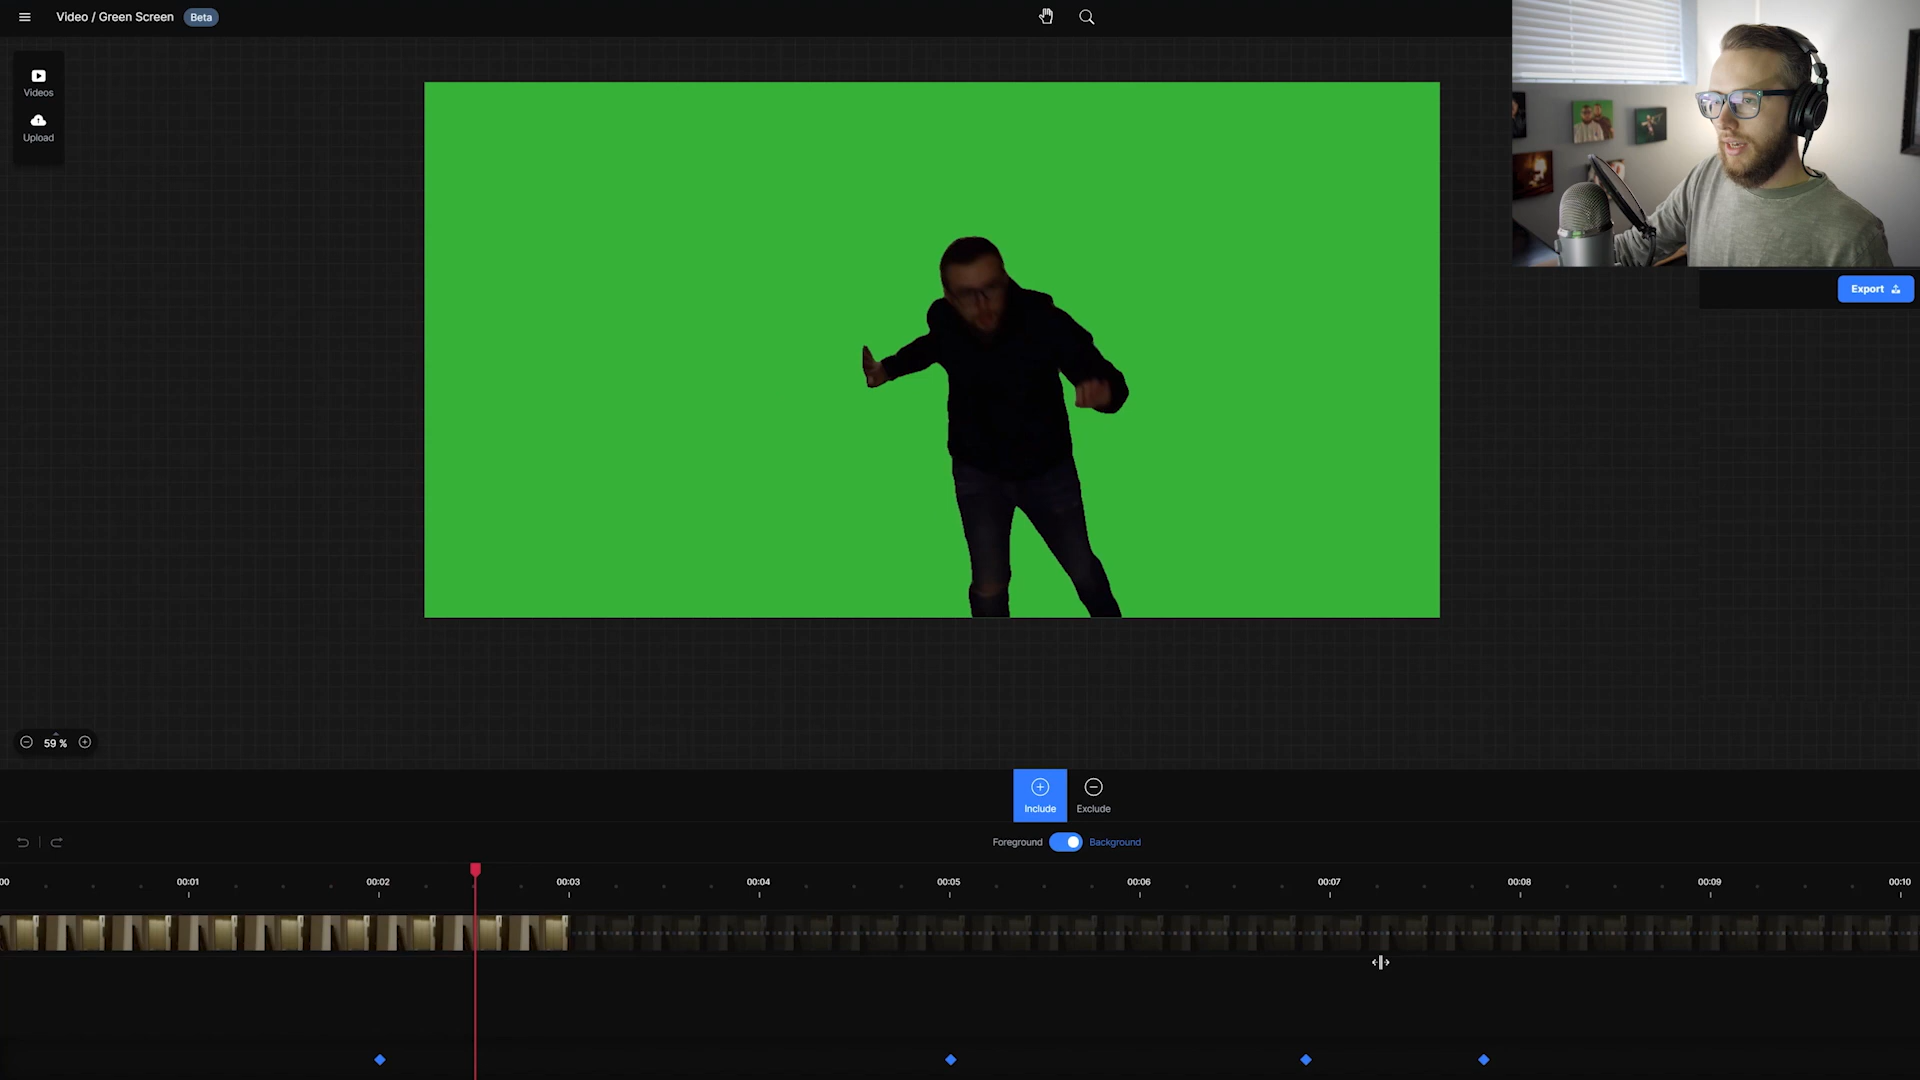 Video / Green Screen Beta
Videos
Upload
Export
59 %
Include Exclude
Foreground Background
00 00:01 00:02 00:03 00:04 00:05 00:06 00:07 00:08 00:09 00:10